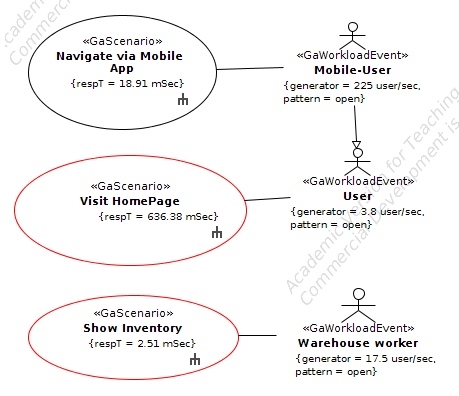 «GaScenario»
Navigate via Mobile
App
{respT = 18.91 mSec}
«GaWorkloadEvent»
Mobile-User
{generator = 225 user/sec,
pattern = open}
«GaScenario»
Visit HomePage
{respT = 636.38 mSec}
«GaWorkloadEvent»
User
{generator = 3.8 user/sec,
pattern = open}
«GaScenario»
Show Inventory
{respT = 2.51 mSec}
«GaWorkloadEvent»
Warehouse worker
{generator = 17.5 user/sec,
pattern = open}
Academic Version for Teaching
Commercial Development is